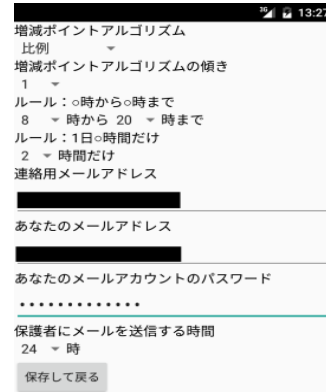 3G 13:27
増減ポイントアルゴリズム
比例
増減ポイントアルゴリズムの傾き
1
ルール：○時から○時まで
8 時から 20 時まで
ルール：1日○時間だけ
2 時間だけ
連絡用メールアドレス
あなたのメールアドレス
あなたのメールアカウントのパスワード
•••••••••••••
保護者にメールを送信する時間
24 時
保存して戻る